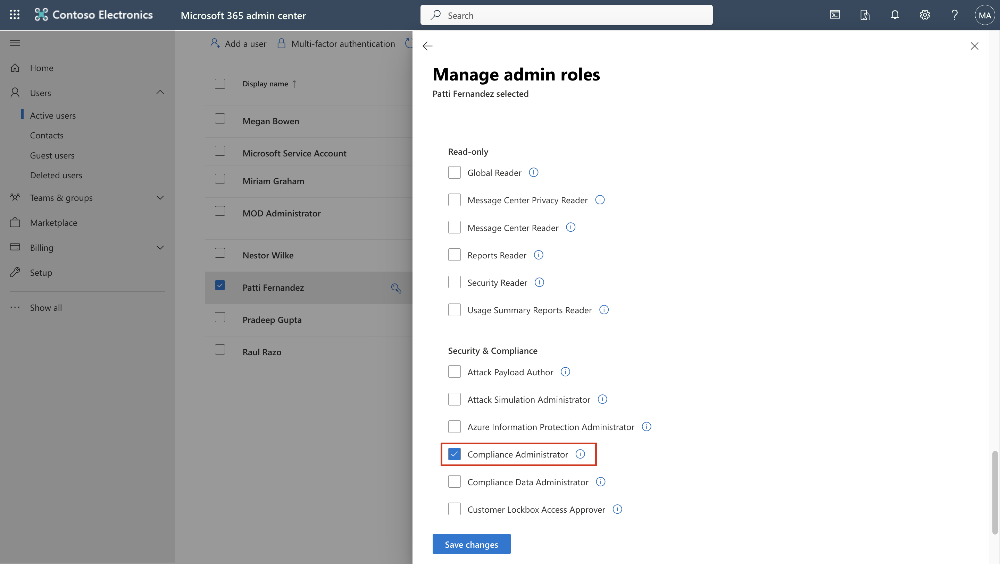 Contoso Electronics
Microsoft 365 admin center
Search
MA
Home
Users
Active users
Contacts
Guest users
Deleted users
Teams & groups
Marketplace
Billing
Setup
Show all
Add a user
Multi-factor authentication
Display name ↑
Megan Bowen
Microsoft Service Account
Miriam Graham
MOD Administrator
Nestor Wilke
Patti Fernandez
Pradeep Gupta
Raul Razo
Manage admin roles
Patti Fernandez selected
Read-only
Global Reader
Message Center Privacy Reader
Message Center Reader
Reports Reader
Security Reader
Usage Summary Reports Reader
Security & Compliance
Attack Payload Author
Attack Simulation Administrator
Azure Information Protection Administrator
Compliance Administrator
Compliance Data Administrator
Customer Lockbox Access Approver
Save changes